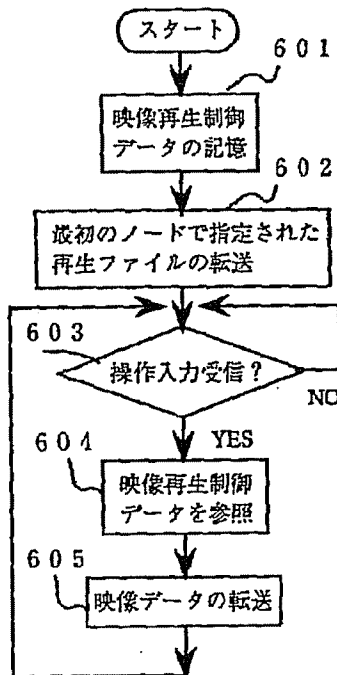 スタート
601
映像再生制御
データの記憶
602
最初のノードで指定された
再生ファイルの転送
603
操作入力受信？
NO
YES
604
映像再生制御
データを参照
605
映像データの転送